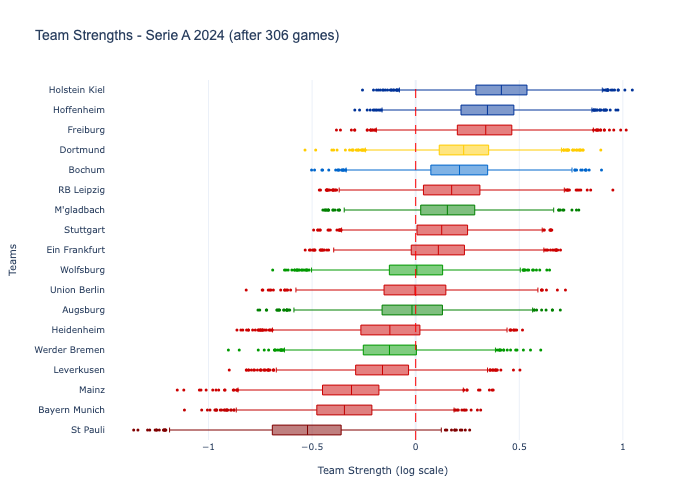 Team Strengths - Serie A 2024 (after 306 games)
Holstein Kiel
Hoffenheim
Freiburg
Dortmund
Bochum
RB Leipzig
M'gladbach
Stuttgart
Ein Frankfurt
Wolfsburg
Union Berlin
Augsburg
Heidenheim
Werder Bremen
Leverkusen
Mainz
Bayern Munich
St Pauli
Teams
−1 −0.5 0 0.5 1
Team Strength (log scale)